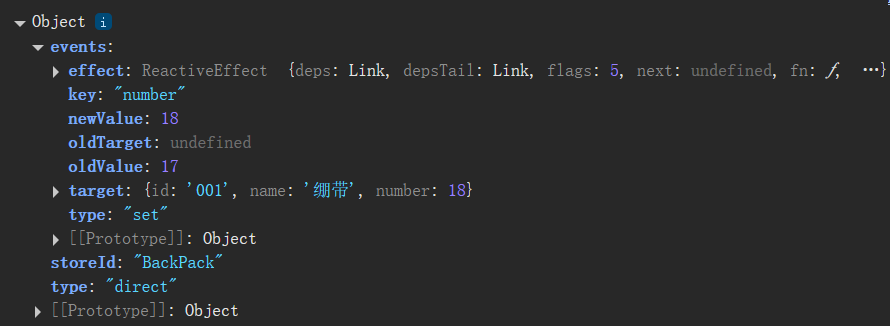 Object i
events:
effect: ReactiveEffect {deps: Link, depsTail: Link, flags: 5, next: undefined, fn: ƒ, …}
key: "number"
newValue: 18
oldTarget: undefined
oldValue: 17
target: {id: '001', name: '绷带', number: 18}
type: "set"
[[Prototype]]: Object
storeId: "BackPack"
type: "direct"
[[Prototype]]: Object